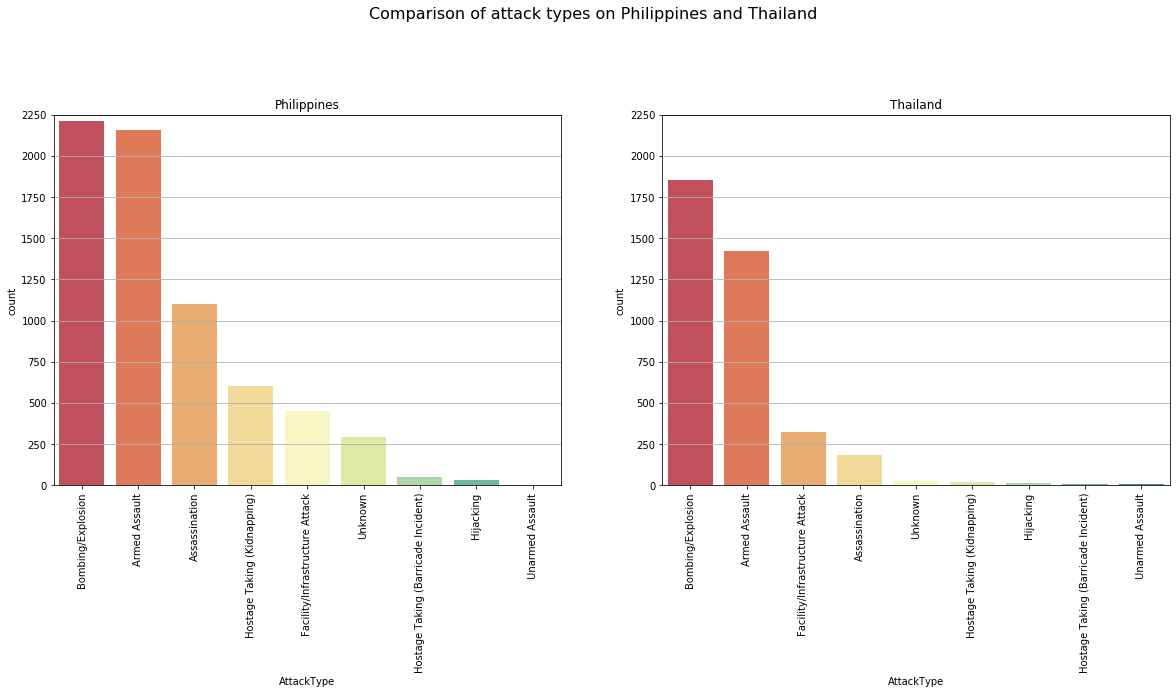 Comparison of attack types on Philippines and Thailand
Philippines
count
2250
2000
1750
1500
1250
1000
750
500
250
0
Bombing/Explosion
Armed Assault
Assassination
Hostage Taking (Kidnapping)
Facility/Infrastructure Attack
Unknown
Hostage Taking (Barricade Incident)
Hijacking
Unarmed Assault
AttackType
Thailand
count
2250
2000
1750
1500
1250
1000
750
500
250
0
Bombing/Explosion
Armed Assault
Facility/Infrastructure Attack
Assassination
Unknown
Hostage Taking (Kidnapping)
Hijacking
Hostage Taking (Barricade Incident)
Unarmed Assault
AttackType